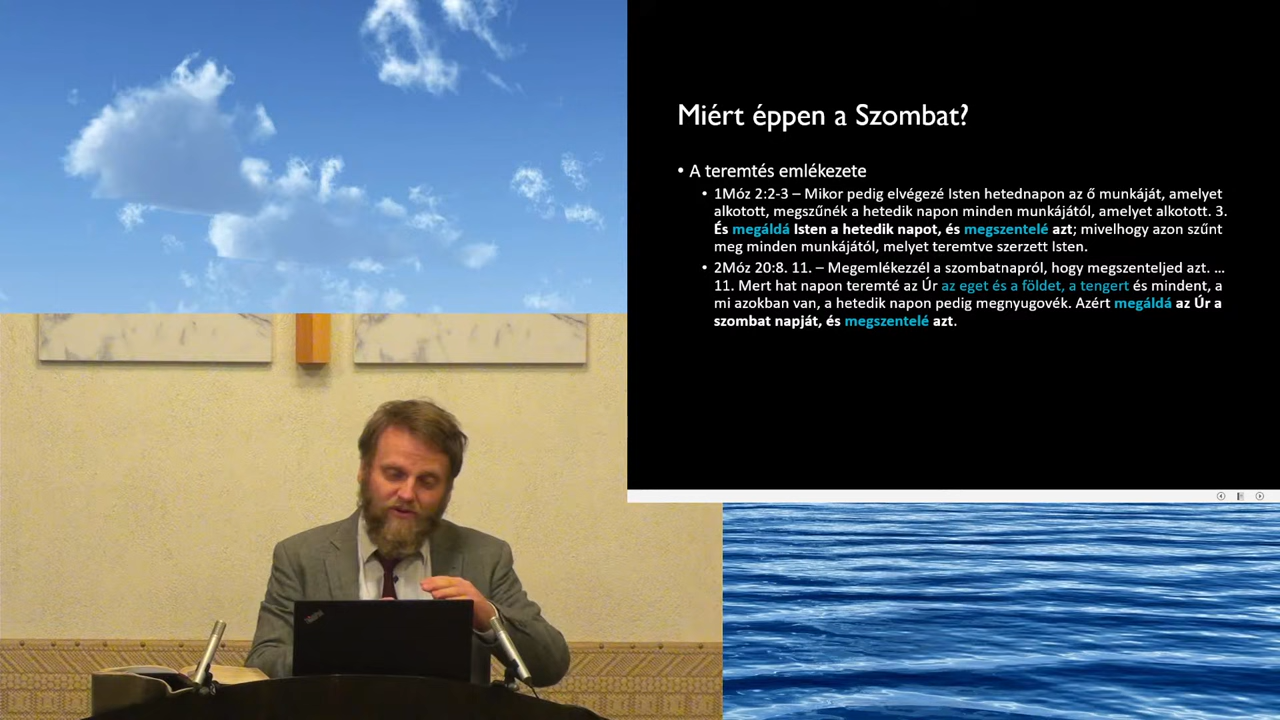 Miért éppen a Szombat?
• A teremtés emlékezete
• 1Móz 2:2-3 – Mikor pedig elvégezé Isten hetednapon az ő munkáját, amelyet
alkotott, megszűnék a hetedik napon minden munkájától, amelyet alkotott. 3.
És megáldá Isten a hetedik napot, és megszentelé azt; mivelhogy azon szűnt
meg minden munkájától, melyet teremtve szerzett Isten.
• 2Móz 20:8. 11. – Megemlékezzél a szombatnapról, hogy megszenteljed azt. ...
11. Mert hat napon teremté az Úr az eget és a földet, a tengert és mindent, a
mi azokban van, a hetedik napon pedig megnyugovék. Azért megáldá az Úr a
szombat napját, és megszentelé azt.
ThinkPad